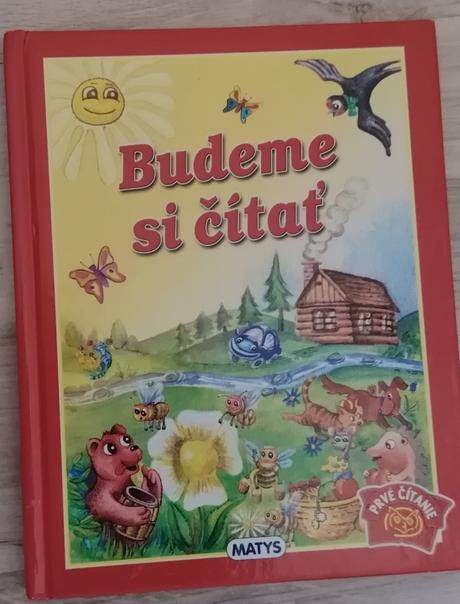 Budeme
si čítať
PRVÉ ČÍTANIE
MATYS